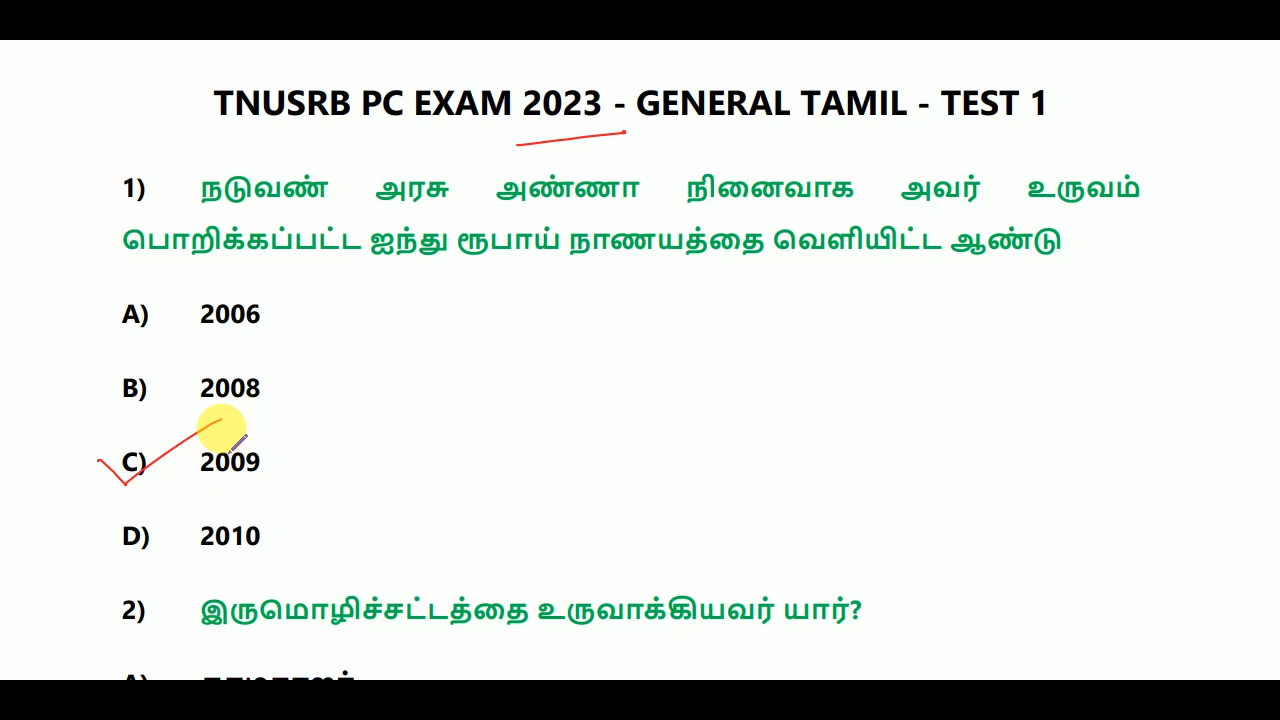 TNUSRB PC EXAM 2023 - GENERAL TAMIL - TEST 1
1) நடுவண் அரசு அண்ணா நினைவாக அவர் உருவம்
பொறிக்கப்பட்ட ஐந்து ரூபாய் நாணயத்தை வெளியிட்ட ஆண்டு
A) 2006
B) 2008
C) 2009
D) 2010
2) இருமொழிச்சட்டத்தை உருவாக்கியவர் யார்?
A)